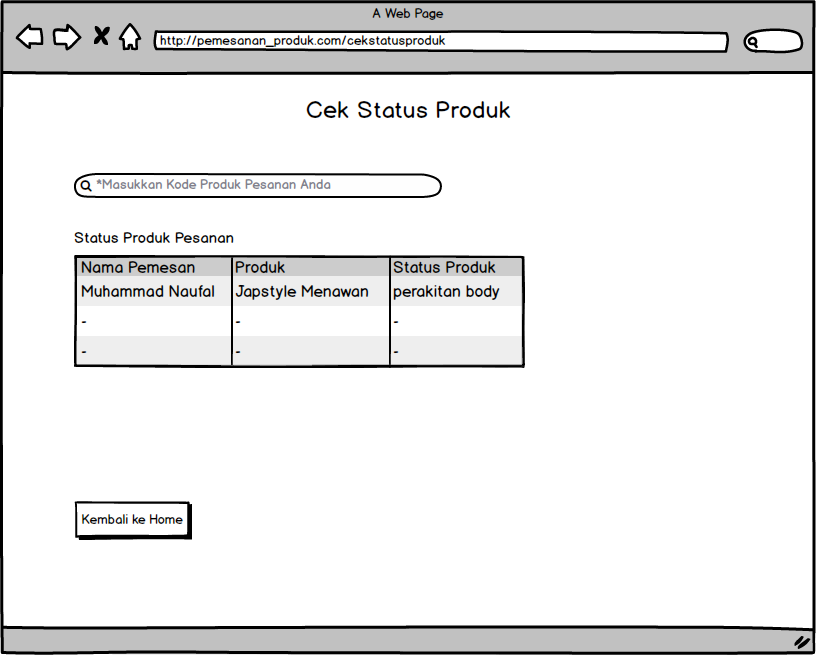 A Web Page
http://pemesanan_produk.com/cekstatusproduk
Cek Status Produk
*Masukkan Kode Produk Pesanan Anda
Status Produk Pesanan
Nama Pemesan Produk Status Produk
Muhammad Naufal Japstyle Menawan perakitan body
- - -
- - -
Kembali ke Home